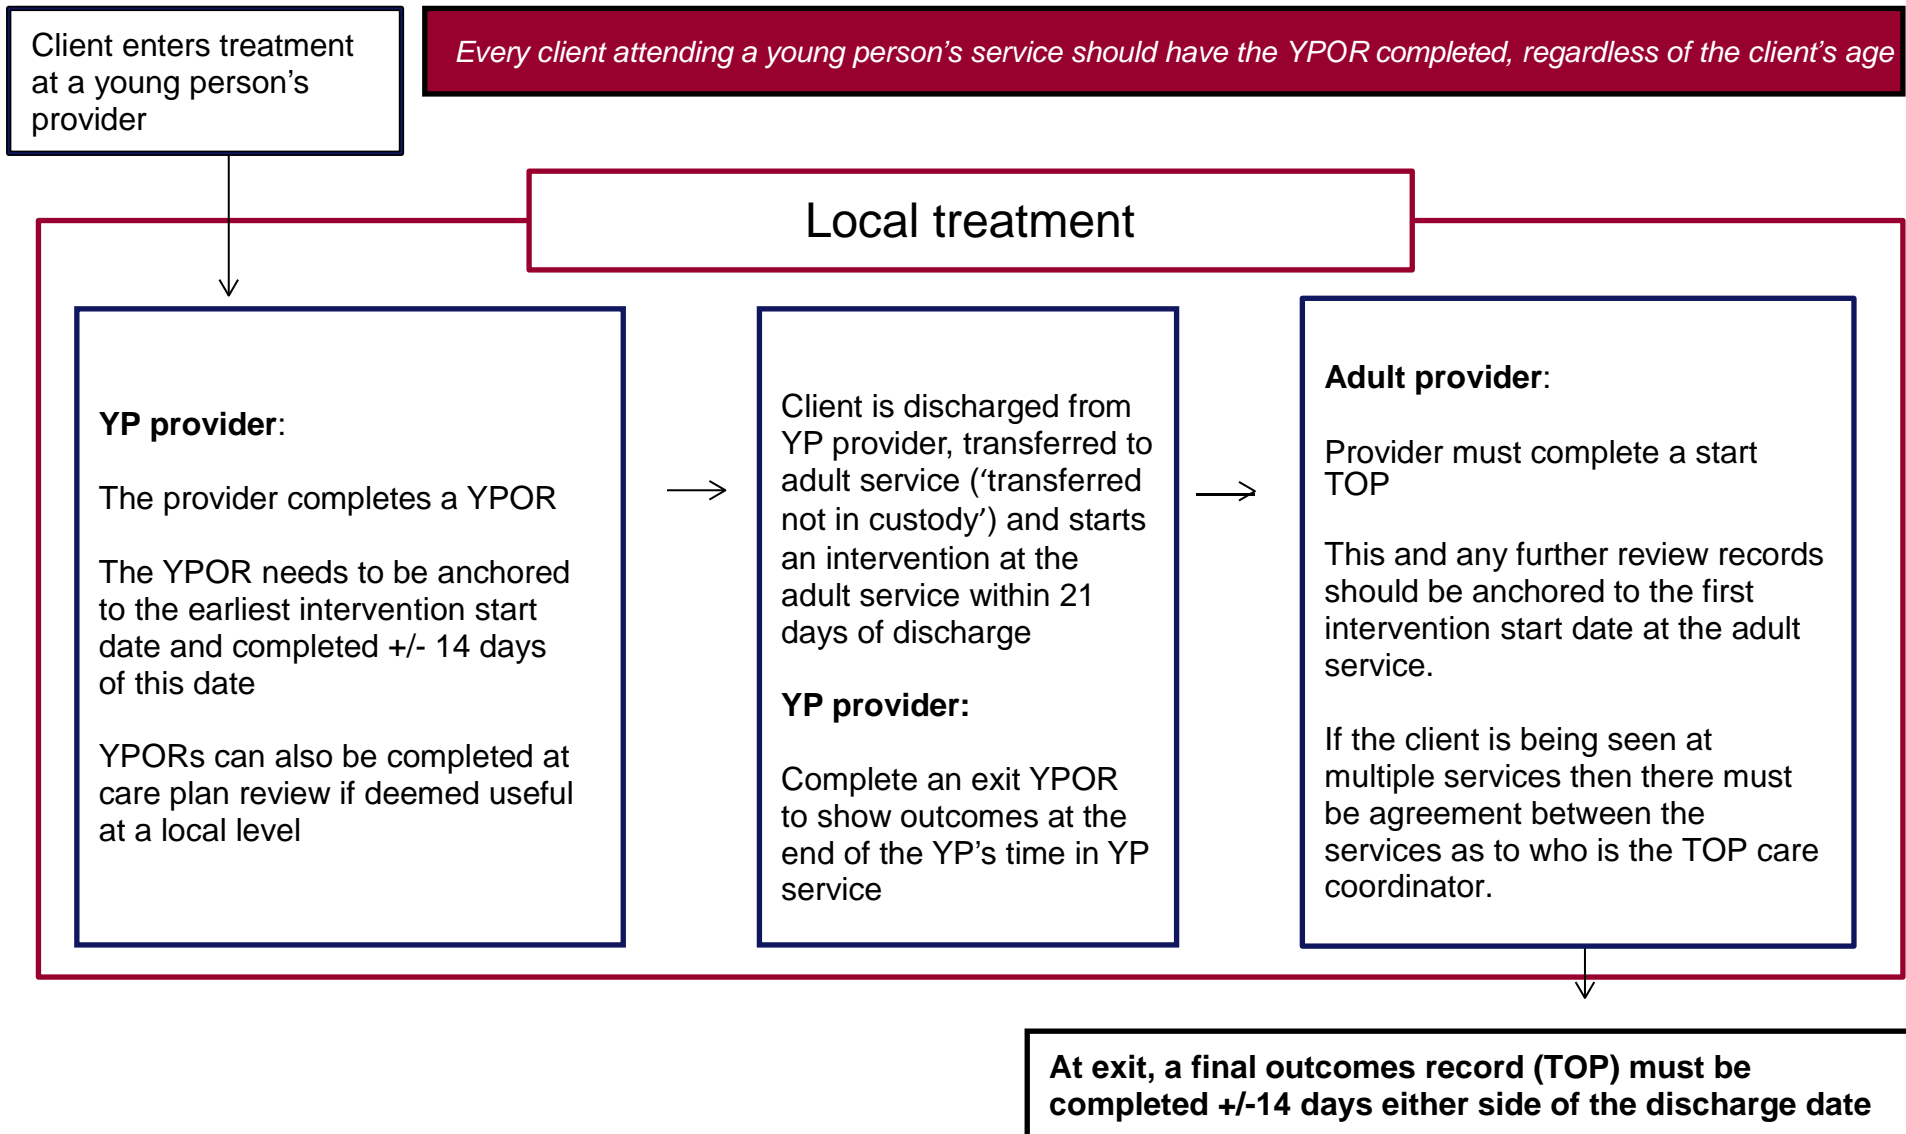 Client enters treatment
at a young person's
provider
Every client attending a young person's service should have the YPOR completed, regardless of the client's age
Local treatment
YP provider:
The provider completes a YPOR
The YPOR needs to be anchored
to the earliest intervention start
date and completed +/- 14 days
of this date
YPORs can also be completed at
care plan review if deemed useful
at a local level
Client is discharged from
YP provider, transferred to
adult service (‘transferred
not in custody’) and starts
an intervention at the
adult service within 21
days of discharge
YP provider:
Complete an exit YPOR
to show outcomes at the
end of the YP’s time in YP
service
Adult provider:
Provider must complete a start
TOP
This and any further review records
should be anchored to the first
intervention start date at the adult
service.
If the client is being seen at
multiple services then there must
be agreement between the
services as to who is the TOP care
coordinator.
At exit, a final outcomes record (TOP) must be
completed +/-14 days either side of the discharge date